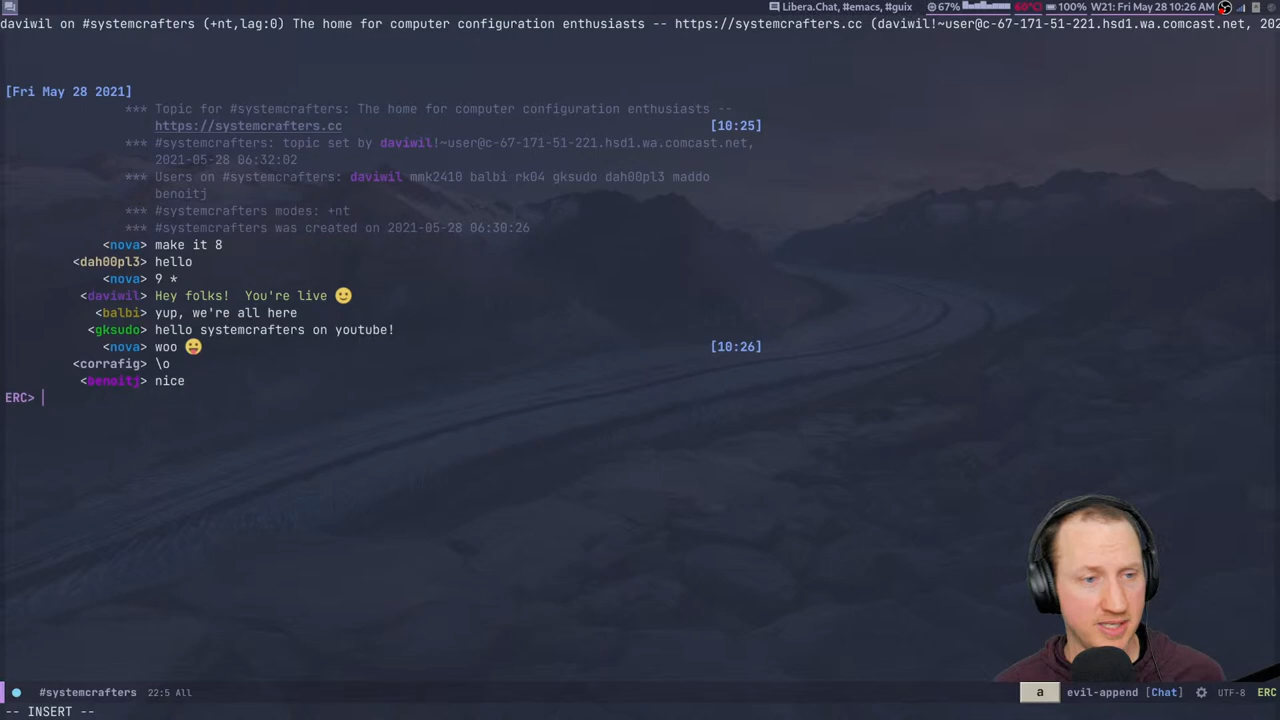 Libera.Chat, #emacs, #guix 67% 60°C 100% W21: Fri May 28 10:26 AM
daviwil on #systemcrafters (+nt,lag:0) The home for computer configuration enthusiasts -- https://systemcrafters.cc (daviwil!~user@c-67-171-51-221.hsd1.wa.comcast.net, 202
[Fri May 28 2021]
*** Topic for #systemcrafters: The home for computer configuration enthusiasts --
https://systemcrafters.cc [10:25]
*** #systemcrafters: topic set by daviwil!~user@c-67-171-51-221.hsd1.wa.comcast.net,
2021-05-28 06:32:02
*** Users on #systemcrafters: daviwil mmk2410 balbi rk04 gksudo dah00pl3 maddo
benoitj
*** #systemcrafters modes: +nt
*** #systemcrafters was created on 2021-05-28 06:30:26
<nova> make it 8
<dah00pl3> hello
<nova> 9 *
<daviwil> Hey folks!  You're live 🙂
<balbi> yup, we're all here
<gksudo> hello systemcrafters on youtube!
<nova> woo 😛 [10:26]
<corrafig> \o
<benoitj> nice
ERC>
#systemcrafters 22:5 All a evil-append [Chat] UTF-8 ERC
-- INSERT --